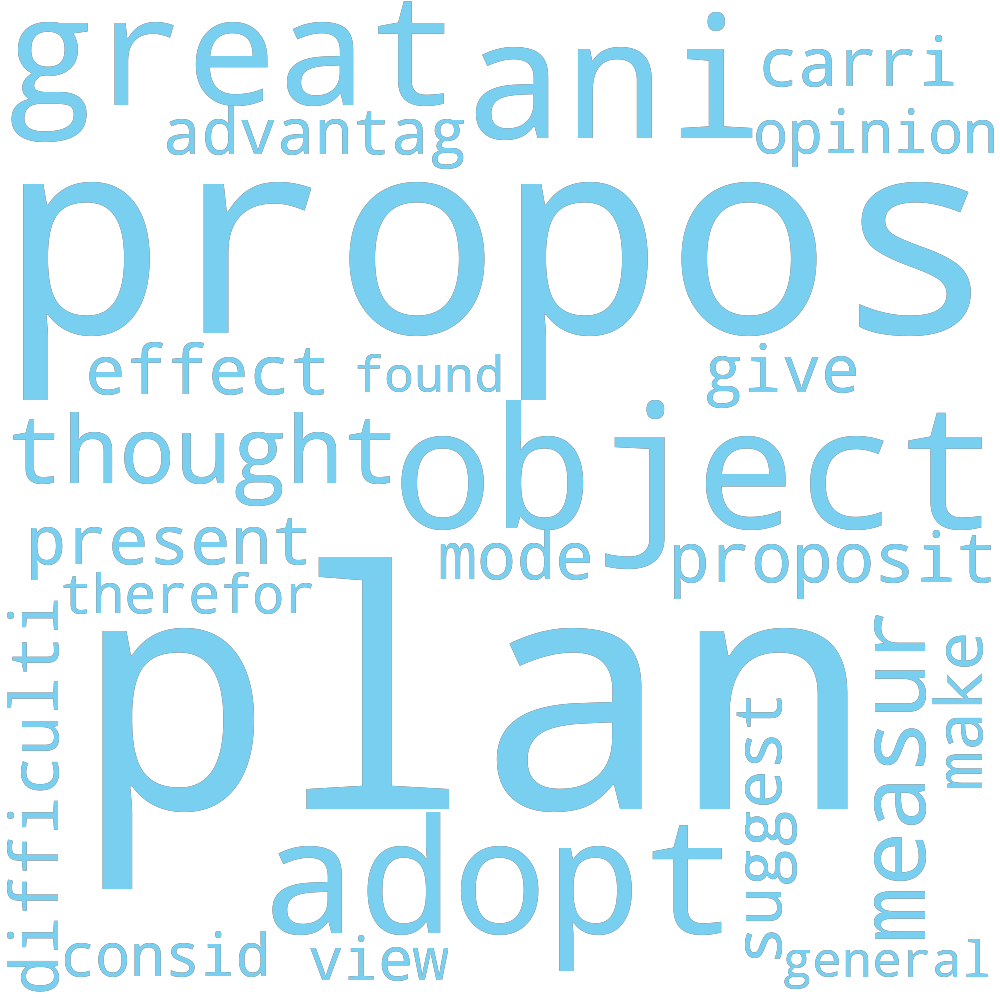 great
ani
carri
advantag
opinion
propos
effect
found
give
thought
object
present
mode
proposit
therefor
plan
difficulti
suggest
measur
make
adopt
consid
view
general